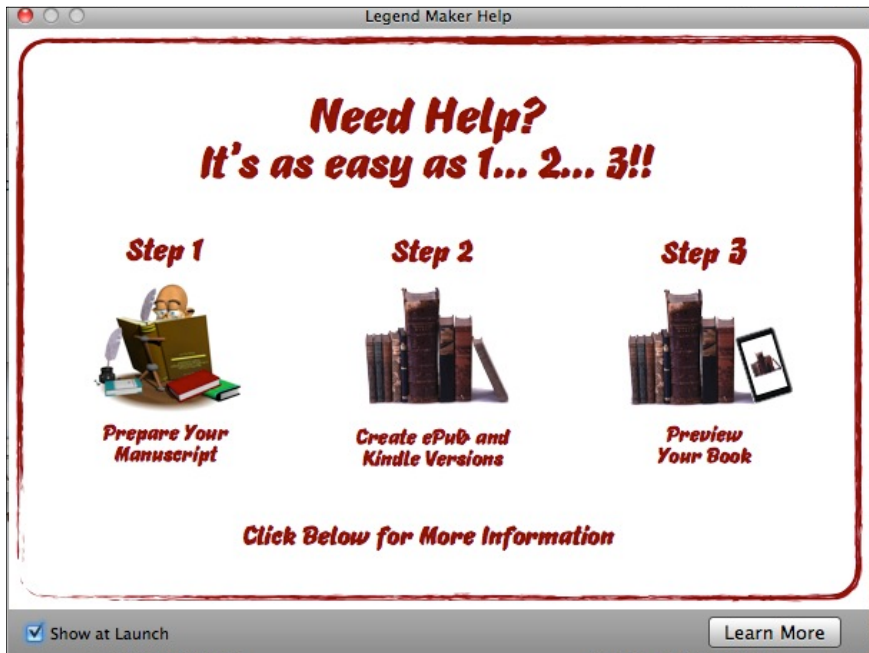 Legend Maker Help
Need Help?
It's as easy as 1... 2... 3!!
Step 1
Step 2
Step 3
Prepare Your
Manuscript
Create ePub and
Kindle Versions
Preview
Your Book
Click Below for More Information
Show at Launch
Learn More